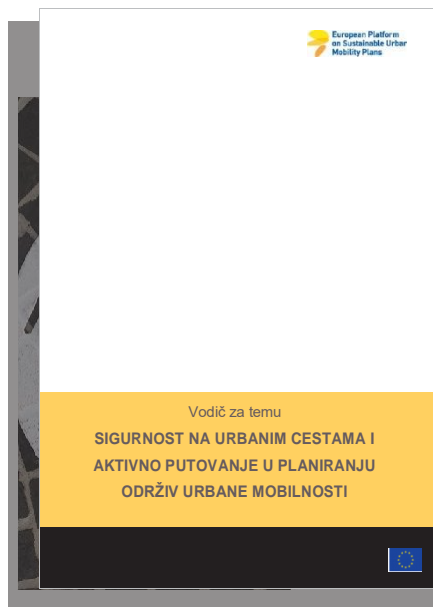 European Platform
on Sustainable Urban
Mobility Plans
Vodič za temu
SIGURNOST NA URBANIM CESTAMA I
AKTIVNO PUTOVANJE U PLANIRANJU
ODRŽIV URBANE MOBILNOSTI